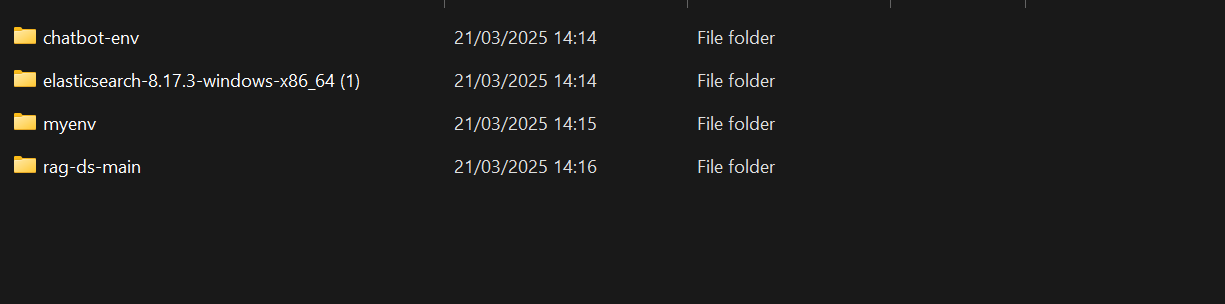 chatbot-env 21/03/2025 14:14 File folder
elasticsearch-8.17.3-windows-x86_64 (1) 21/03/2025 14:14 File folder
myenv 21/03/2025 14:15 File folder
rag-ds-main 21/03/2025 14:16 File folder